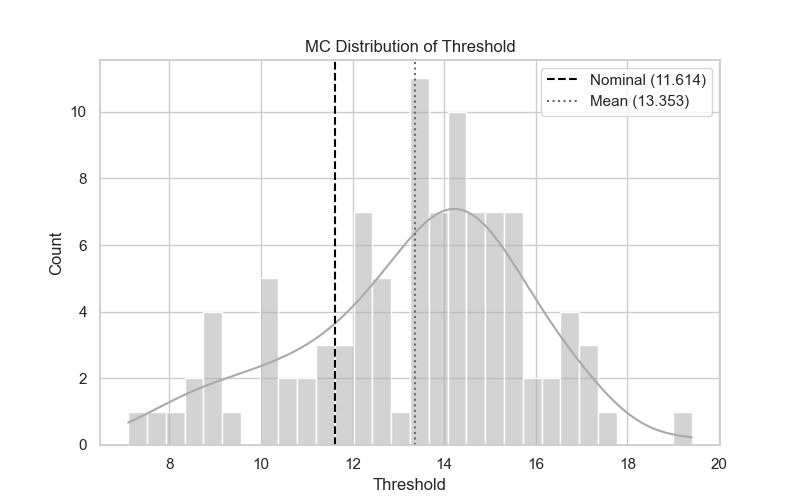 MC Distribution of Threshold
Nominal (11.614)
Mean (13.353)
10
8
6
4
2
0
Count
8 10 12 14 16 18 20
Threshold